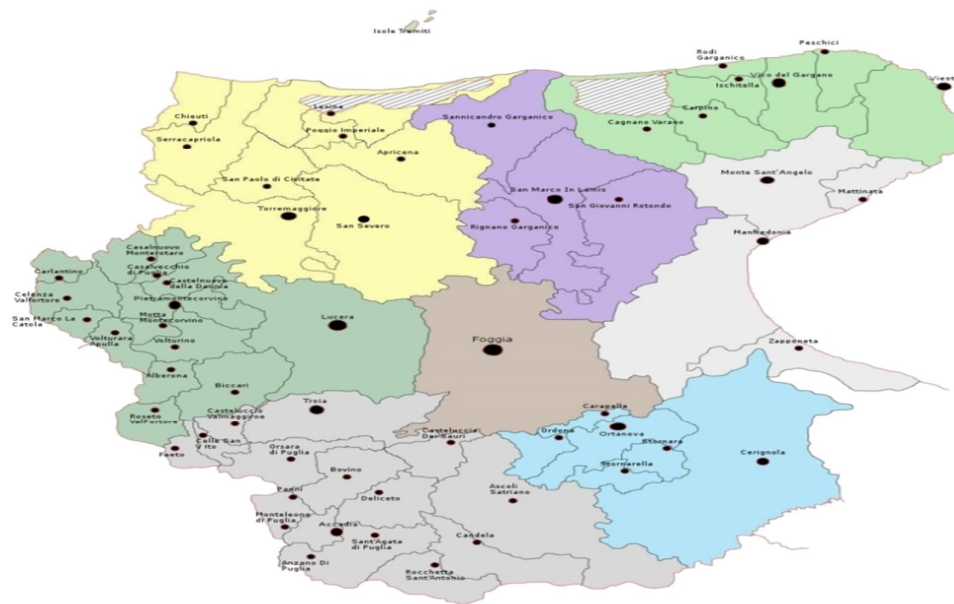 Isole Tremiti
Peschici
Rodi
Garganico
Vico del Gargano
Ischitella
Viest
Lesina
Carpino
Cagnano Varano
Chieuti
Poggio Imperiale
Sannicandro Garganico
Serracapriola
Apricena
San Paolo di Civitate
Monte Sant'Angelo
Mattinata
San Marco In Lamis
San Giovanni Rotondo
Torremaggiore
San Severo
Rignano Garganico
Manfredonia
Casalnuovo
Monterotaro
Casalvecchio
di Puglia
Carlantino
Castelnuovo
della Daunia
Celenza
Valfortore
Pietramontecorvino
San Marco La
Catola
Motta
Montecorvino
Lucera
Volturara
Appula
Volturino
Foggia
Zapponata
Alberona
Biccari
Roseto
Valfortore
Casteluccio
Valmaggiroe
Troia
Carapelle
Ortanova
Casteluccio
Dei Sauri
Ordona
Stornara
Celle San
Vito
Faeto
Orsara
di Puglia
Cerignola
Stornarella
Bovino
Panni
Deliceto
Ascoli
Satriano
Monteleone
di Puglia
Accadia
Sant'Agata
di Puglia
Candela
Anzano Di
Puglia
Rocchetta
Sant'Antonio